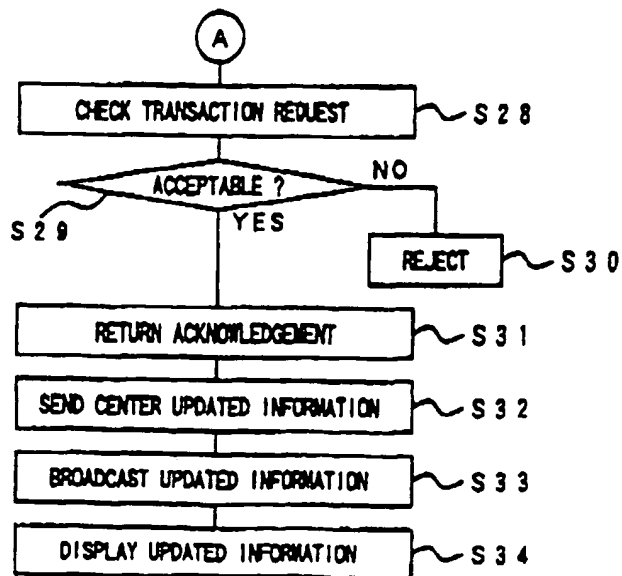 A
CHECK TRANSACTION REQUEST
S28
ACCEPTABLE ?
NO
S29
YES
REJECT
S30
RETURN ACKNOWLEDGEMENT
S31
SEND CENTER UPDATED INFORMATION
S32
BROADCAST UPDATED INFORMATION
S33
DISPLAY UPDATED INFORMATION
S34